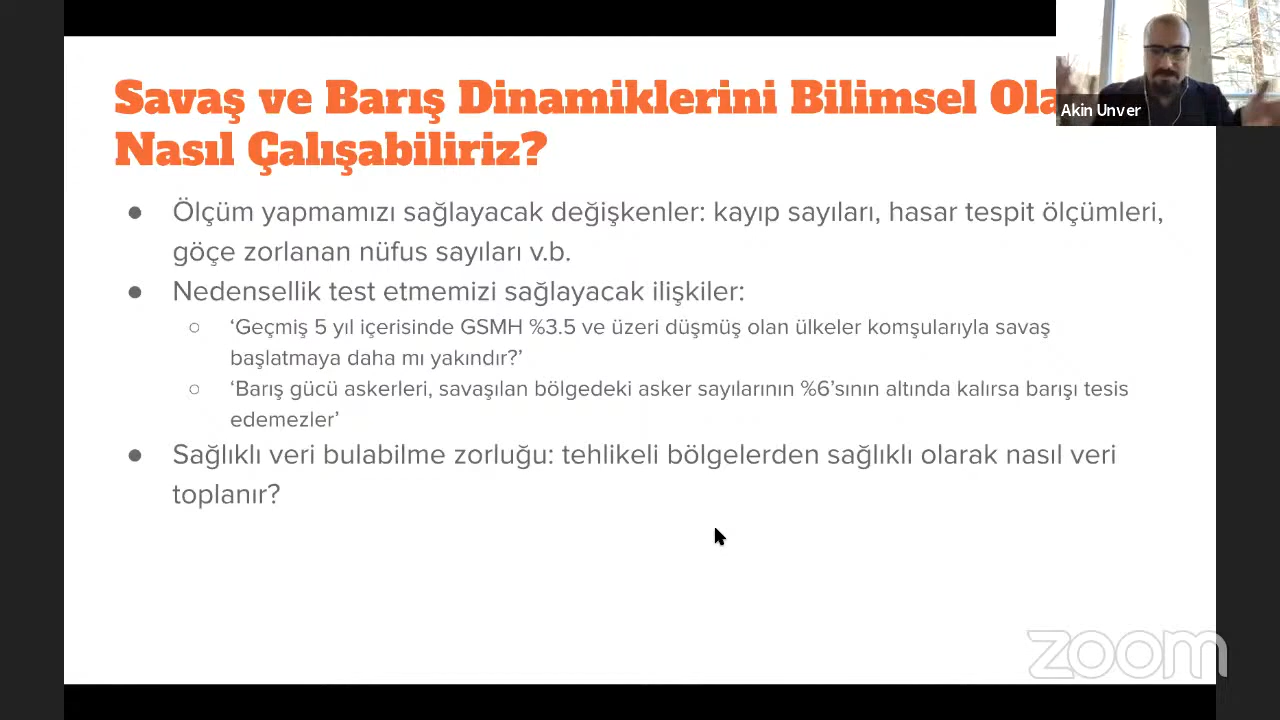 Savaş ve Barış Dinamiklerini Bilimsel
Nasıl Çalışabiliriz?
Akin Unver
● Ölçüm yapmamızı sağlayacak değişkenler: kayıp sayıları, hasar tespit ölçümleri,
göçe zorlanan nüfus sayıları v.b.
● Nedensellik test etmemizi sağlayacak ilişkiler:
○ ‘Geçmiş 5 yıl içerisinde GSMH %3.5 ve üzeri düşmüş olan ülkeler komşularıyla savaş
başlatmaya daha mı yakındır?’
○ ‘Barış gücü askerleri, savaşılan bölgedeki asker sayılarının %6’sının altında kalırsa barışı tesis
edemezler’
● Sağlıklı veri bulabilme zorluğu: tehlikeli bölgelerden sağlıklı olarak nasıl veri
toplanır?
zoom